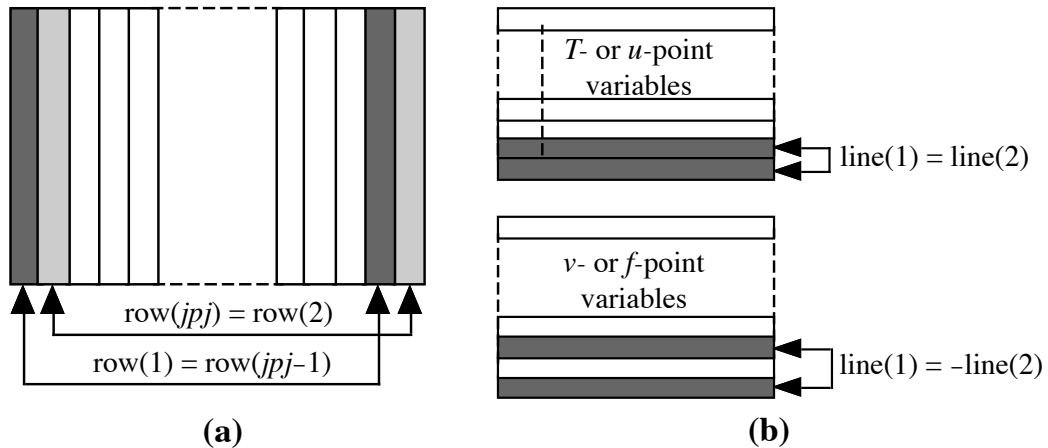 row(jpj) = row(2)
row(1) = row(jpj–1)
(a)
T- or u-point
variables
line(1) = line(2)
v- or f-point
variables
line(1) = –line(2)
(b)